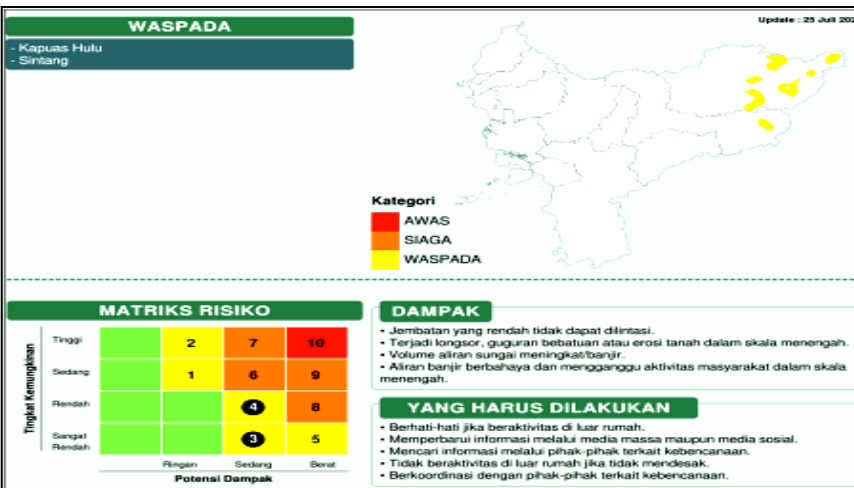 WASPADA
- Kapuas Hulu
- Sintang
Update : 25 Juli 202
Kategori
AWAS
SIAGA
WASPADA
MATRIKS RISIKO
Tingkat Kemungkinan
Tinggi
2
7
10
Sedang
1
6
9
Rendah
4
8
Sangat
Rendah
3
5
Ringan
Sedang
Berat
Potensi Dampak
DAMPAK
• Jembatan yang rendah tidak dapat dilintasi.
• Terjadi longsor, guguran bebatuan atau erosi tanah dalam skala menengah.
• Volume aliran sungai meningkat/banjir.
• Aliran banjir berbahaya dan mengganggu aktivitas masyarakat dalam skala
menengah.
YANG HARUS DILAKUKAN
• Berhati-hati jika beraktivitas di luar rumah.
• Memperbarui informasi melalui media massa maupun media sosial.
• Mencari informasi melalui pihak-pihak terkait kebencanaan.
• Tidak beraktivitas di luar rumah jika tidak mendesak.
• Berkoordinasi dengan pihak-pihak terkait kebencanaan.